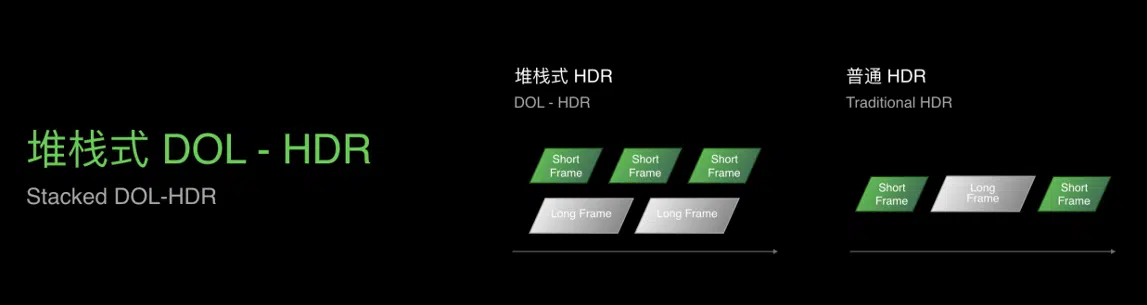 堆栈式 DOL - HDR
Stacked DOL-HDR
堆栈式 HDR
DOL - HDR
Short
Frame
Short
Frame
Short
Frame
Long Frame
Long Frame
普通 HDR
Traditional HDR
Short
Frame
Long
Frame
Short
Frame